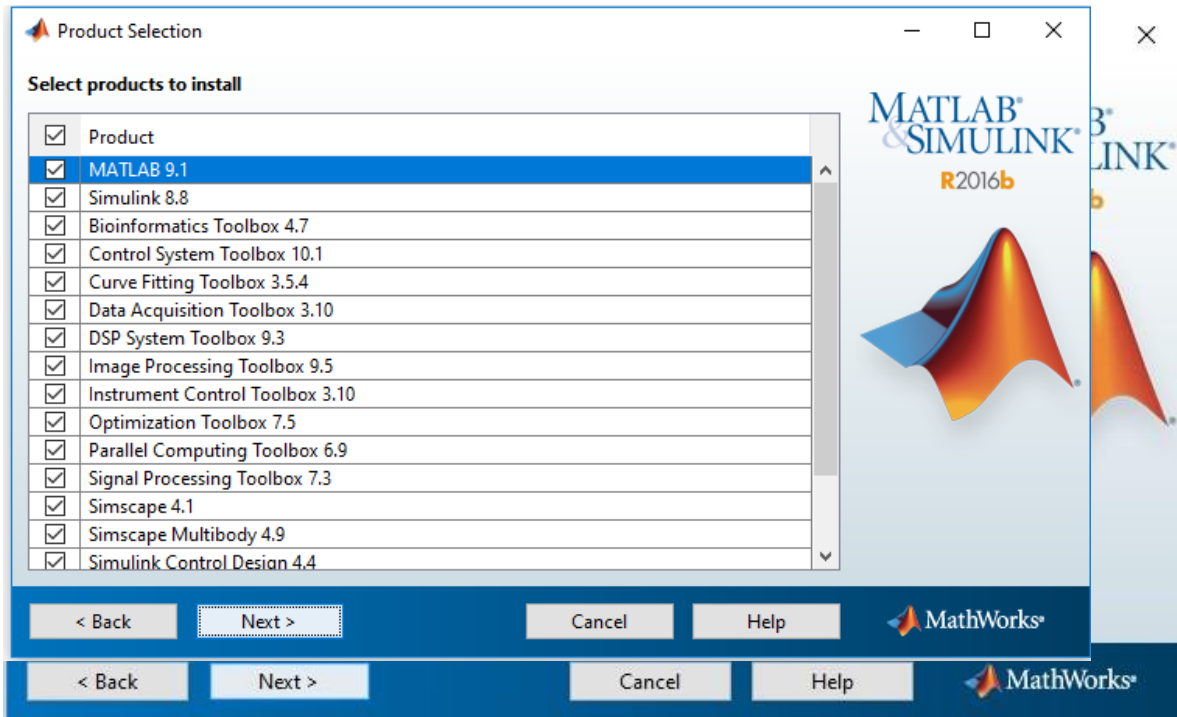 Product Selection
Select products to install
Product
MATLAB 9.1
Simulink 8.8
Bioinformatics Toolbox 4.7
Control System Toolbox 10.1
Curve Fitting Toolbox 3.5.4
Data Acquisition Toolbox 3.10
DSP System Toolbox 9.3
Image Processing Toolbox 9.5
Instrument Control Toolbox 3.10
Optimization Toolbox 7.5
Parallel Computing Toolbox 6.9
Signal Processing Toolbox 7.3
Simscape 4.1
Simscape Multibody 4.9
Simulink Control Design 4.4
MATLAB®
&SIMULINK®
R2016b
B®
LINK®
b
®
®
< Back Next > Cancel Help MathWorks®
< Back Next > Cancel Help MathWorks®